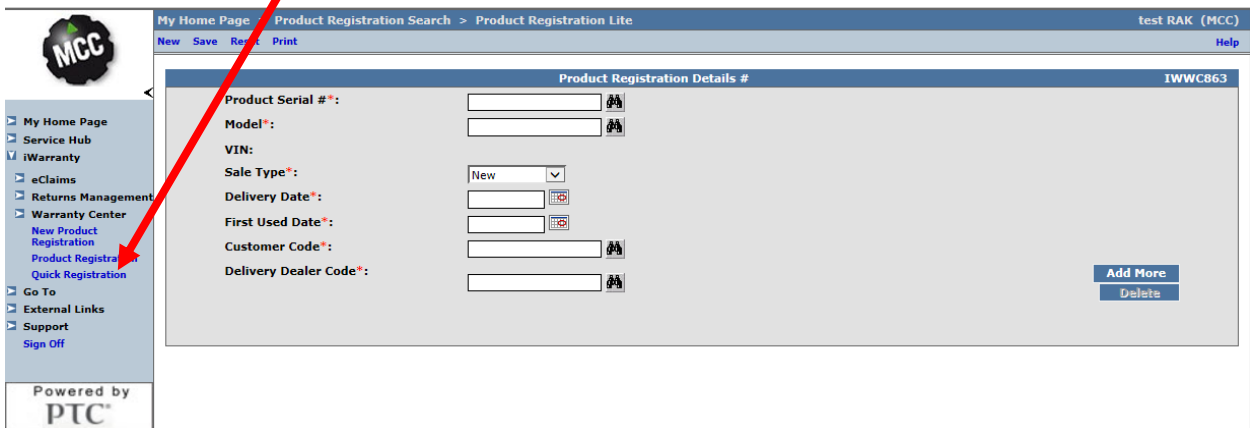 My Home Page > Product Registration Search > Product Registration Lite test RAK (MCC)
New Save Reset Print Help
MCC
Product Registration Details # IWWC863
Product Serial #*:
Model*:
VIN:
Sale Type*: New
Delivery Date*:
First Used Date*:
Customer Code*:
Delivery Dealer Code*:
Add More
Delete
My Home Page
Service Hub
iWarranty
eClaims
Returns Management
Warranty Center
New Product
Registration
Product Registration
Quick Registration
Go To
External Links
Support
Sign Off
Powered by
PTC